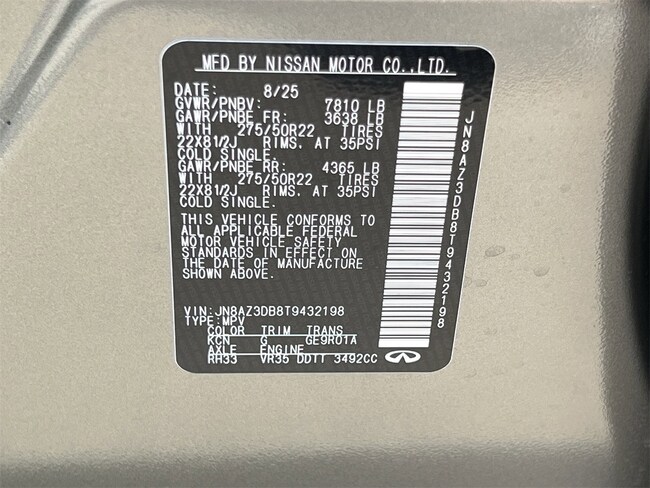 MFD BY NISSAN MOTOR CO.,LTD.
DATE: 8/25
GVWR/PNBV: 7810 LB
GAWR/PNBE FR: 3638 LB
WITH 275/50R22 TIRES
22X81/2J RIMS. AT 35PSI
COLD SINGLE.
GAWR/PNBE RR: 4365 LB
WITH 275/50R22 TIRES
22X81/2J RIMS. AT 35PSI
COLD SINGLE.
THIS VEHICLE CONFORMS TO
ALL APPLICABLE FEDERAL
MOTOR VEHICLE SAFETY
STANDARDS IN EFFECT ON
THE DATE OF MANUFACTURE
SHOWN ABOVE.
VIN:JN8AZ3DB8T9432198
TYPE:MPV
COLOR TRIM TRANS
KCN G GE9R01A
AXLE ENGINE
RH33 VR35 DDTT 3492CC
JN8AZ3DB8T9432198